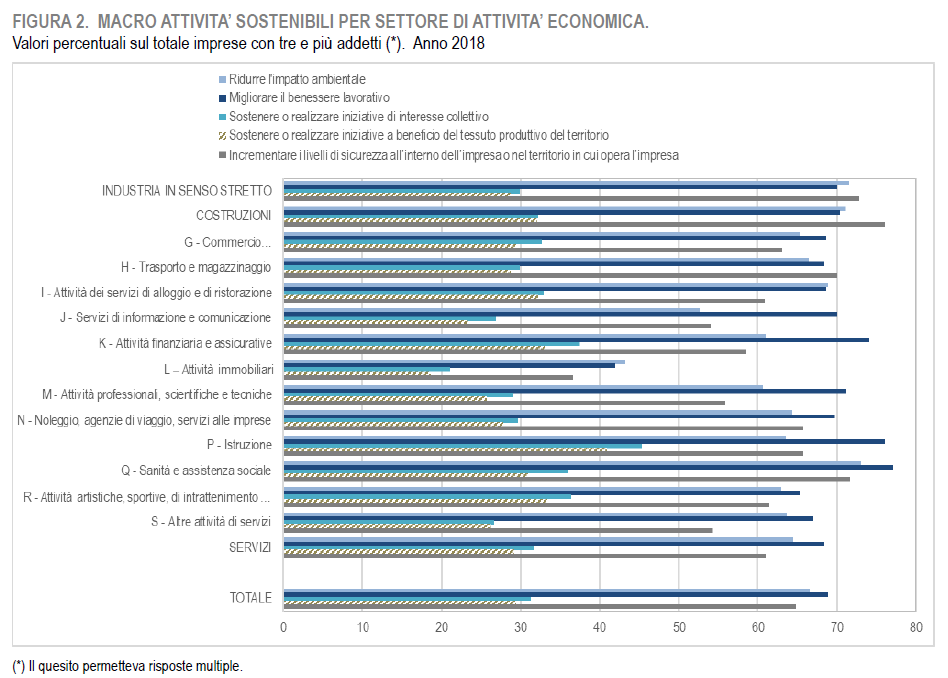 FIGURA 2. MACRO ATTIVITA’ SOSTENIBILI PER SETTORE DI ATTIVITA’ ECONOMICA.
Valori percentuali sul totale imprese con tre e più addetti (*). Anno 2018
Ridurre l'impatto ambientale
Migliorare il benessere lavorativo
Sostenere o realizzare iniziative di interesse collettivo
Sostenere o realizzare iniziative a beneficio del tessuto produttivo del territorio
Incrementare i livelli di sicurezza all’interno dell’impresa o nel territorio in cui opera l’impresa
INDUSTRIA IN SENSO STRETTO
COSTRUZIONI
G - Commercio...
H - Trasporto e magazzinaggio
I - Attività dei servizi di alloggio e di ristorazione
J - Servizi di informazione e comunicazione
K - Attività finanziaria e assicurative
L – Attività immobiliari
M - Attività professionali, scientifiche e tecniche
N - Noleggio, agenzie di viaggio, servizi alle imprese
P - Istruzione
Q - Sanità e assistenza sociale
R - Attività artistiche, sportive, di intrattenimento ...
S - Altre attività di servizi
SERVIZI
TOTALE
0 10 20 30 40 50 60 70 80
(*) Il quesito permetteva risposte multiple.